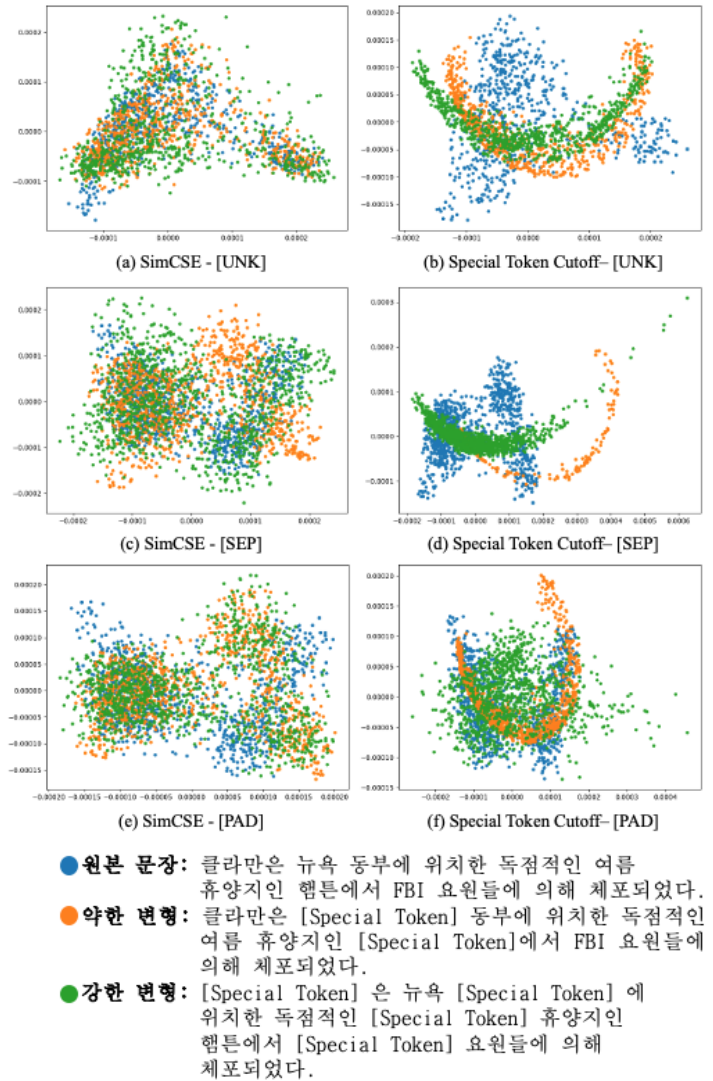 0.0002
0.0001
0.0000
−0.0001
−0.0001 0.0000 0.0001 0.0002
(a) SimCSE - [UNK]
0.00020
0.00015
0.00010
0.00005
0.00000
−0.00005
−0.00010
−0.00015
−0.0002 −0.0001 0.0000 0.0001 0.0002
(b) Special Token Cutoff– [UNK]
0.0002
0.0001
0.0000
−0.0001
−0.0002
−0.0002 −0.0001 0.0000 0.0001 0.0002
(c) SimCSE - [SEP]
0.0003
0.0002
0.0001
0.0000
−0.0001
−0.0002 −0.0001 0.0000 0.0001 0.0002 0.0003 0.0004 0.0005 0.0006
(d) Special Token Cutoff– [SEP]
0.00020
0.00015
0.00010
0.00005
0.00000
−0.00005
−0.00010
−0.00015
−0.00020 −0.00015 −0.00010 −0.00005 0.00000 0.00005 0.00010 0.00015 0.00020
(e) SimCSE - [PAD]
0.00020
0.00015
0.00010
0.00005
0.00000
−0.00005
−0.00010
−0.00015
−0.0002 −0.0001 0.0000 0.0001 0.0002 0.0003 0.0004
(f) Special Token Cutoff– [PAD]
원본 문장: 클라만은 뉴욕 동부에 위치한 독점적인 여름
휴양지인 햄튼에서 FBI 요원들에 의해 체포되었다.
약한 변형: 클라만은 [Special Token] 동부에 위치한 독점적인
여름 휴양지인 [Special Token]에서 FBI 요원들에
의해 체포되었다.
강한 변형: [Special Token] 은 뉴욕 [Special Token] 에
위치한 독점적인 [Special Token] 휴양지인
햄튼에서 [Special Token] 요원들에 의해
체포되었다.